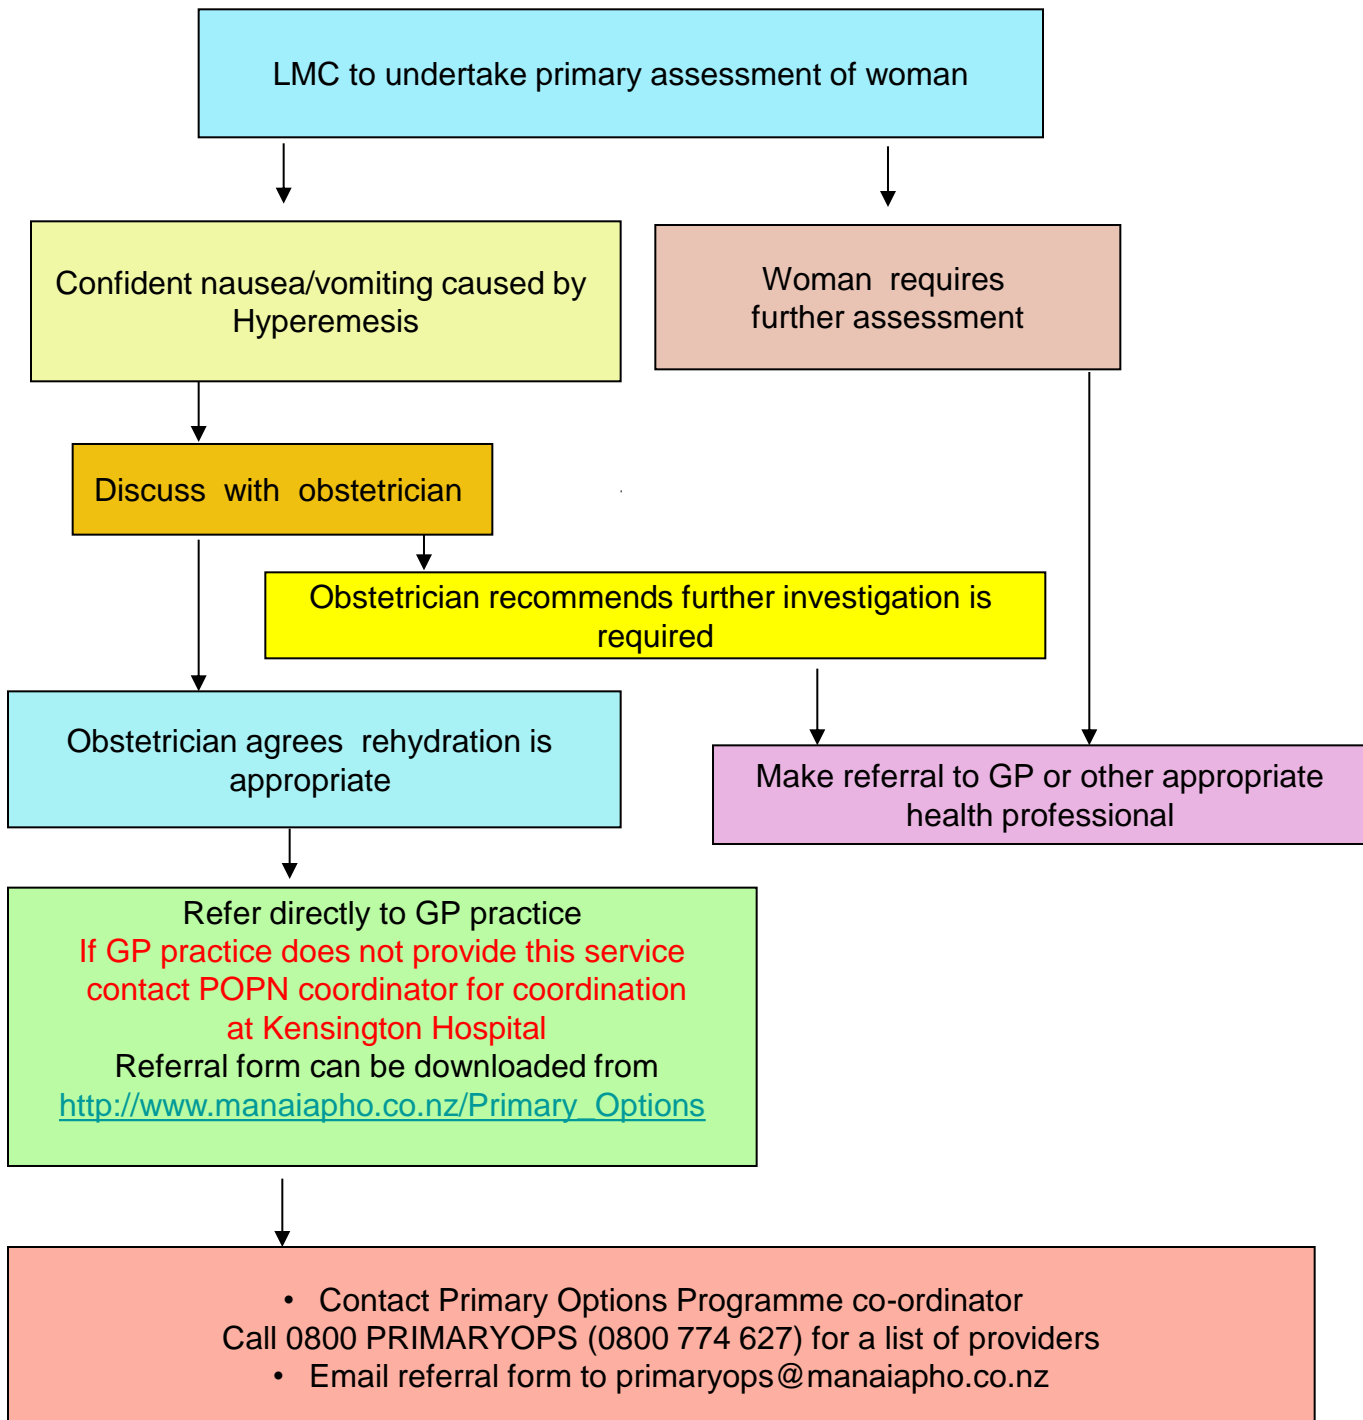 LMC to undertake primary assessment of woman
Confident nausea/vomiting caused by
Hyperemesis
Woman requires
further assessment
Discuss with obstetrician
Obstetrician recommends further investigation is
required
Obstetrician agrees rehydration is
appropriate
Make referral to GP or other appropriate
health professional
Refer directly to GP practice
If GP practice does not provide this service
contact POPN coordinator for coordination
at Kensington Hospital
Referral form can be downloaded from
http://www.manaiapho.co.nz/Primary_Options
• Contact Primary Options Programme co-ordinator
Call 0800 PRIMARYOPS (0800 774 627) for a list of providers
• Email referral form to primaryops@manaiapho.co.nz